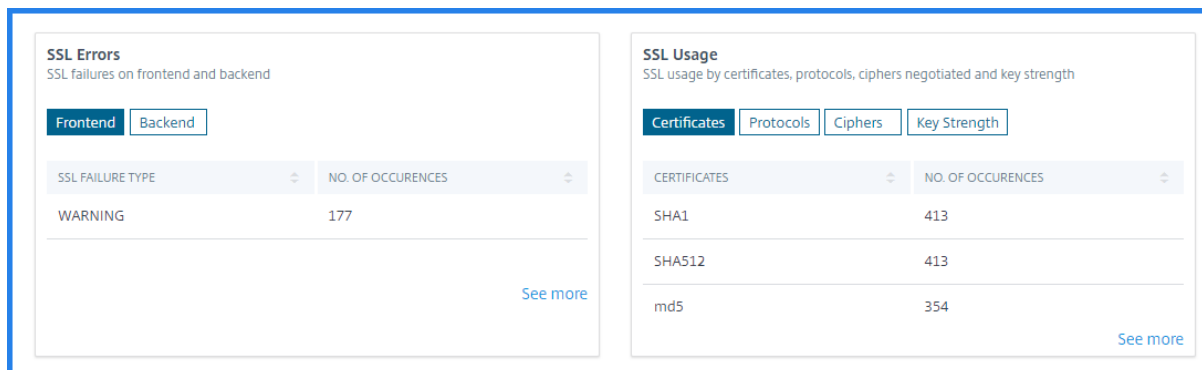 SSL Errors
SSL failures on frontend and backend
Frontend Backend
SSL FAILURE TYPE NO. OF OCCURENCES
WARNING 177
See more
SSL Usage
SSL usage by certificates, protocols, ciphers negotiated and key strength
Certificates Protocols Ciphers Key Strength
CERTIFICATES NO. OF OCCURENCES
SHA1 413
SHA512 413
md5 354
See more